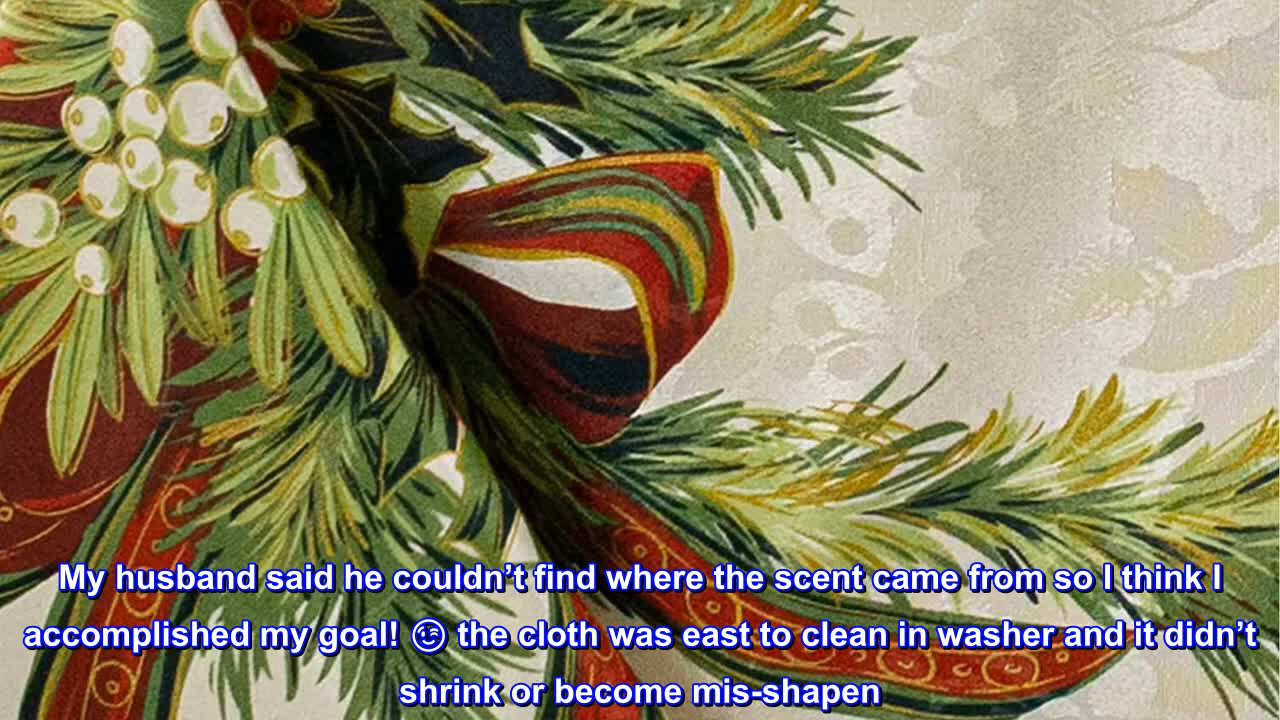 My husband said he couldn’t find where the scent came from so I think I
accomplished my goal! 😉 the cloth was east to clean in washer and it didn’t
shrink or become mis-shapen